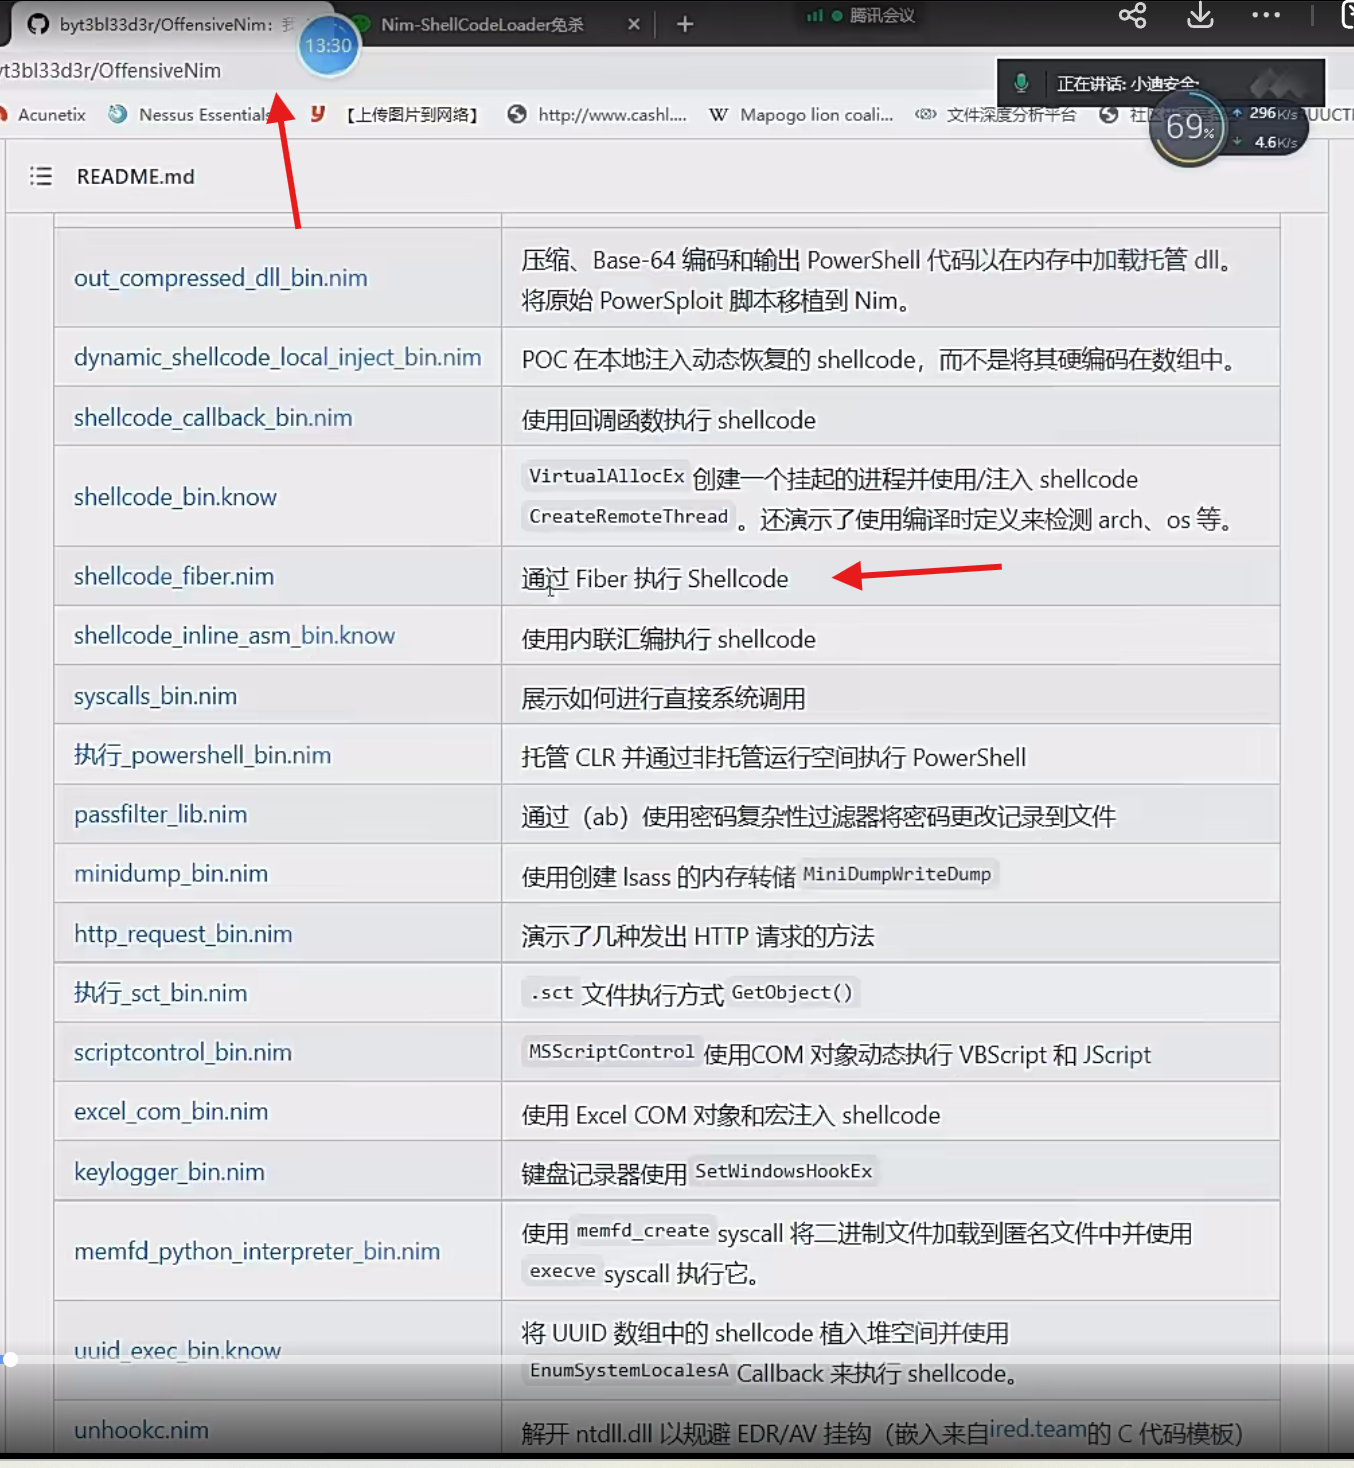 byt3bl33d3r/OffensiveNim: 我
13:30
Nim-ShellCodeLoader免杀
腾讯会议
yt3bl33d3r/OffensiveNim
正在讲话: 小迪安全·
Acunetix
Nessus Essentials
【上传图片到网络】
http://www.cashl....
Mapogo lion coali...
文件深度分析平台
社区
69%
296K/s
4.6K/s
UUCTF
README.md
out_compressed_dll_bin.nim
压缩、Base-64 编码和输出 PowerShell 代码以在内存中加载托管 dll。
将原始 PowerSploit 脚本移植到 Nim。
dynamic_shellcode_local_inject_bin.nim
POC 在本地注入动态恢复的 shellcode，而不是将其硬编码在数组中。
shellcode_callback_bin.nim
使用回调函数执行 shellcode
shellcode_bin.know
VirtualAllocEx 创建一个挂起的进程并使用/注入 shellcode
CreateRemoteThread 。还演示了使用编译时定义来检测 arch、os 等。
shellcode_fiber.nim
通过 Fiber 执行 Shellcode
shellcode_inline_asm_bin.know
使用内联汇编执行 shellcode
syscalls_bin.nim
展示如何进行直接系统调用
执行_powershell_bin.nim
托管 CLR 并通过非托管运行空间执行 PowerShell
passfilter_lib.nim
通过（ab）使用密码复杂性过滤器将密码更改记录到文件
minidump_bin.nim
使用创建 lsass 的内存转储 MiniDumpWriteDump
http_request_bin.nim
演示了几种发出 HTTP 请求的方法
执行_sct_bin.nim
.sct 文件执行方式 GetObject()
scriptcontrol_bin.nim
MSScriptControl 使用COM 对象动态执行 VBScript 和 JScript
excel_com_bin.nim
使用 Excel COM 对象和宏注入 shellcode
keylogger_bin.nim
键盘记录器使用 SetWindowsHookEx
memfd_python_interpreter_bin.nim
使用 memfd_create syscall 将二进制文件加载到匿名文件中并使用
execve syscall 执行它。
uuid_exec_bin.know
将 UUID 数组中的 shellcode 植入堆空间并使用
EnumSystemLocalesA Callback 来执行 shellcode。
unhookc.nim
解开 ntdll.dll 以规避 EDR/AV 挂钩（嵌入来自ired.team的 C 代码模板）